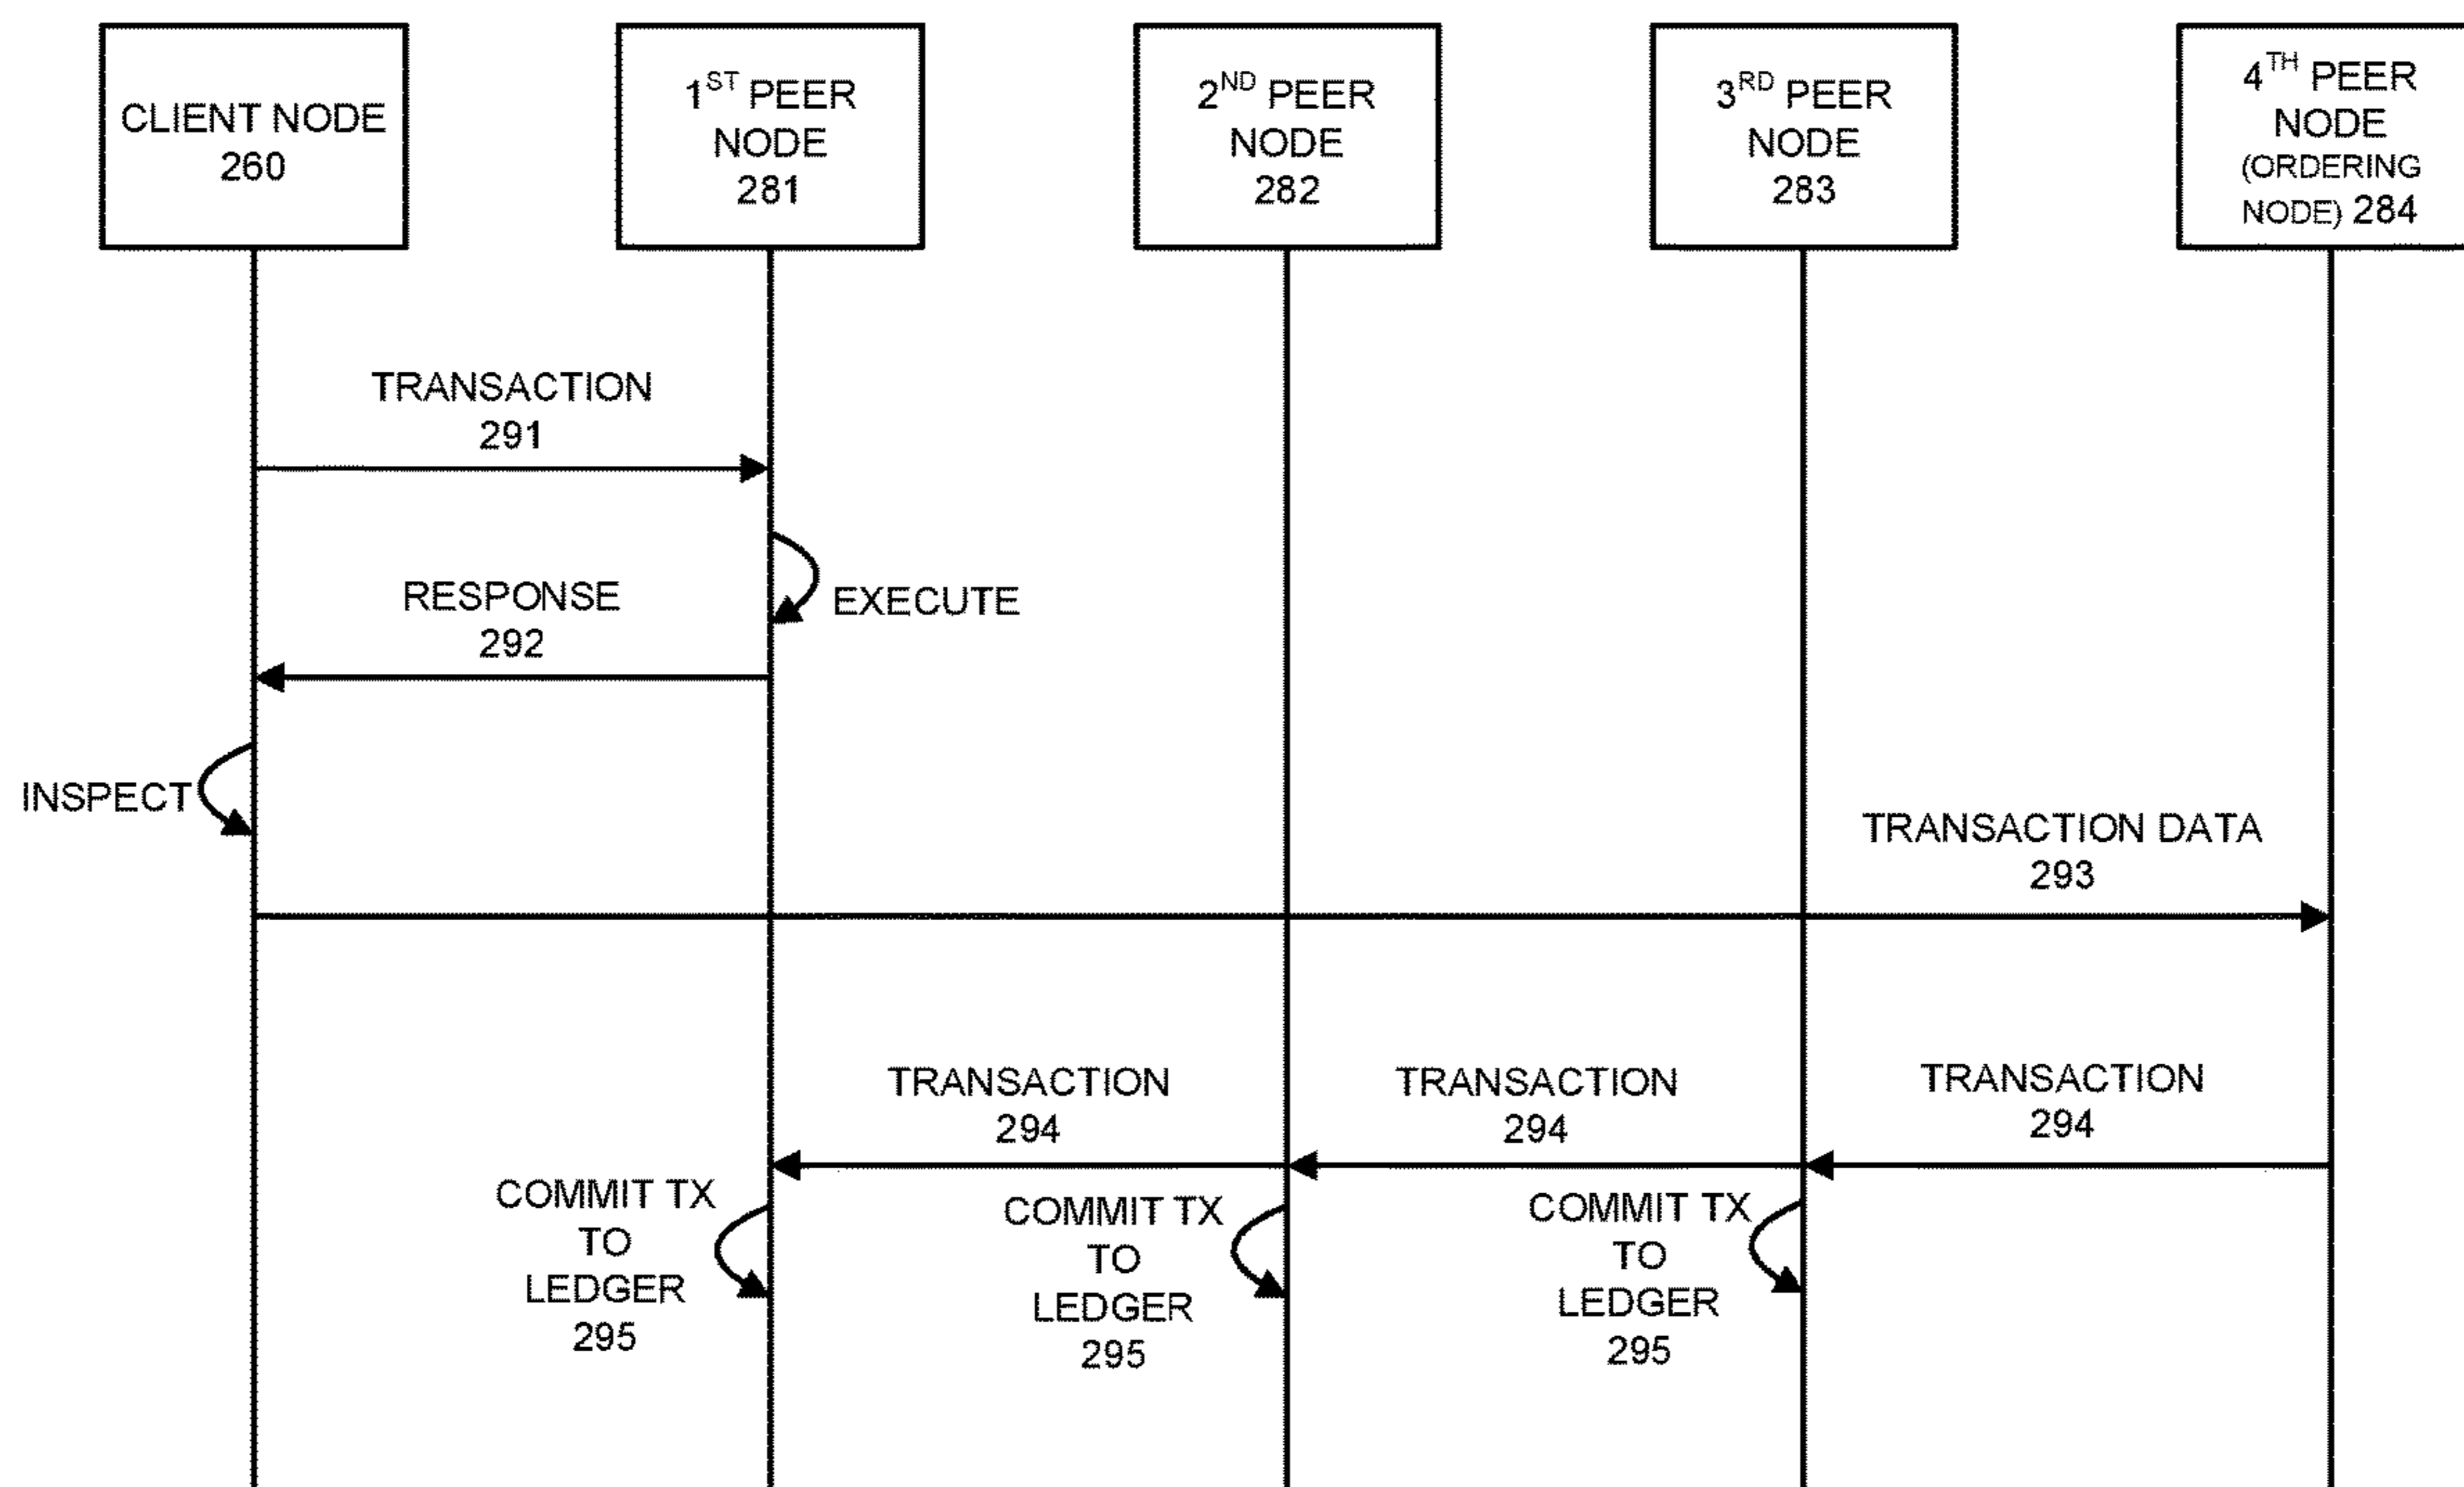 CLIENT NODE
260
1ST PEER
NODE
281
2ND PEER
NODE
282
3RD PEER
NODE
283
4TH PEER
NODE
(ORDERING
NODE) 284
TRANSACTION
291
EXECUTE
RESPONSE
292
INSPECT
TRANSACTION DATA
293
TRANSACTION
294
TRANSACTION
294
TRANSACTION
294
COMMIT TX
TO
LEDGER
295
COMMIT TX
TO
LEDGER
295
COMMIT TX
TO
LEDGER
295